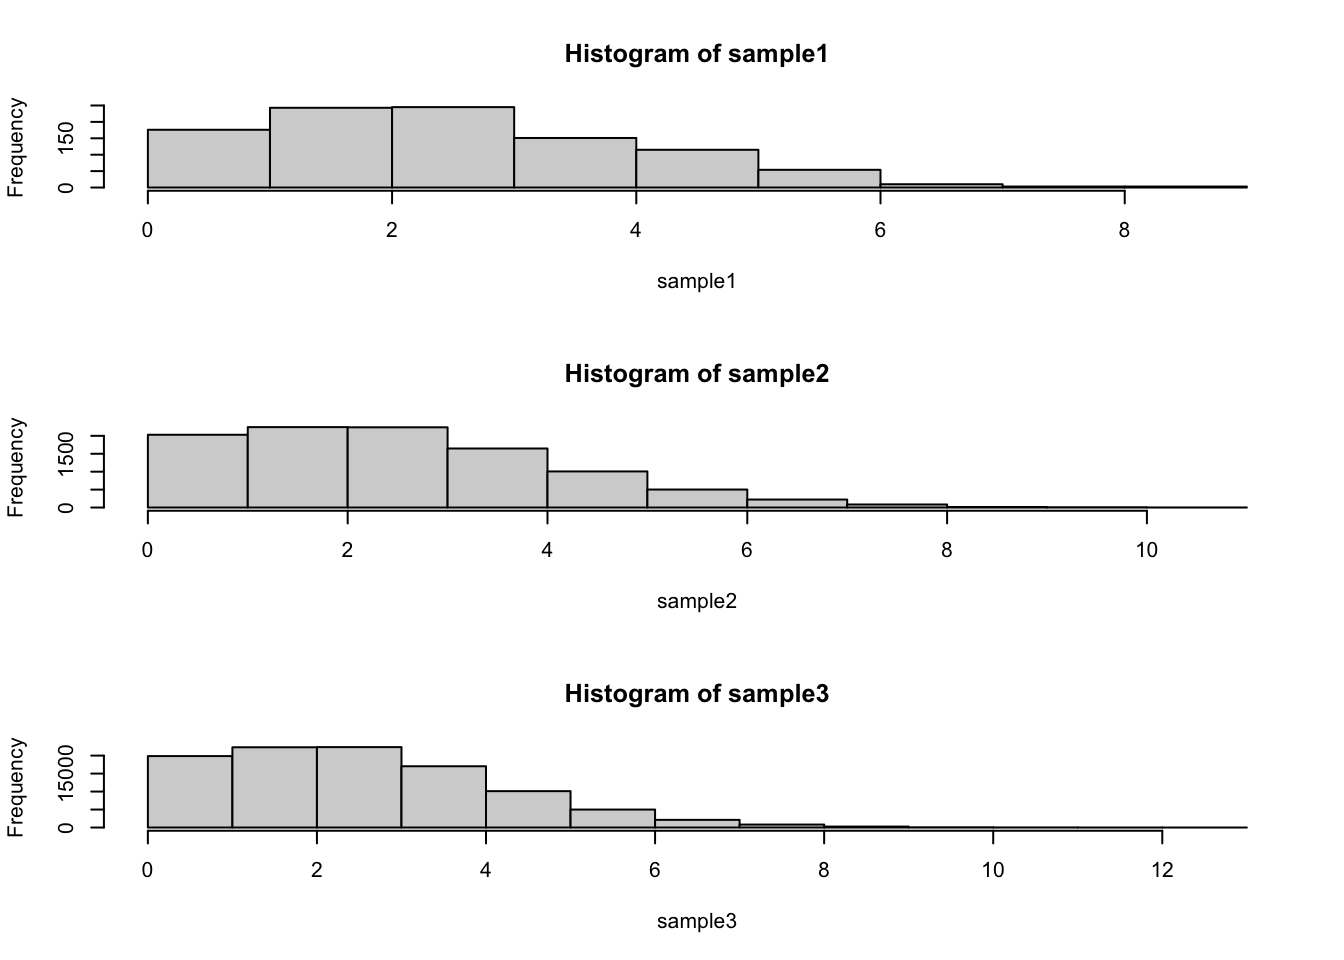 Histogram of sample1
Frequency
150
0
0 2 4 6 8
sample1
Histogram of sample2
Frequency
1500
0
0 2 4 6 8 10
sample2
Histogram of sample3
Frequency
15000
0
0 2 4 6 8 10 12
sample3